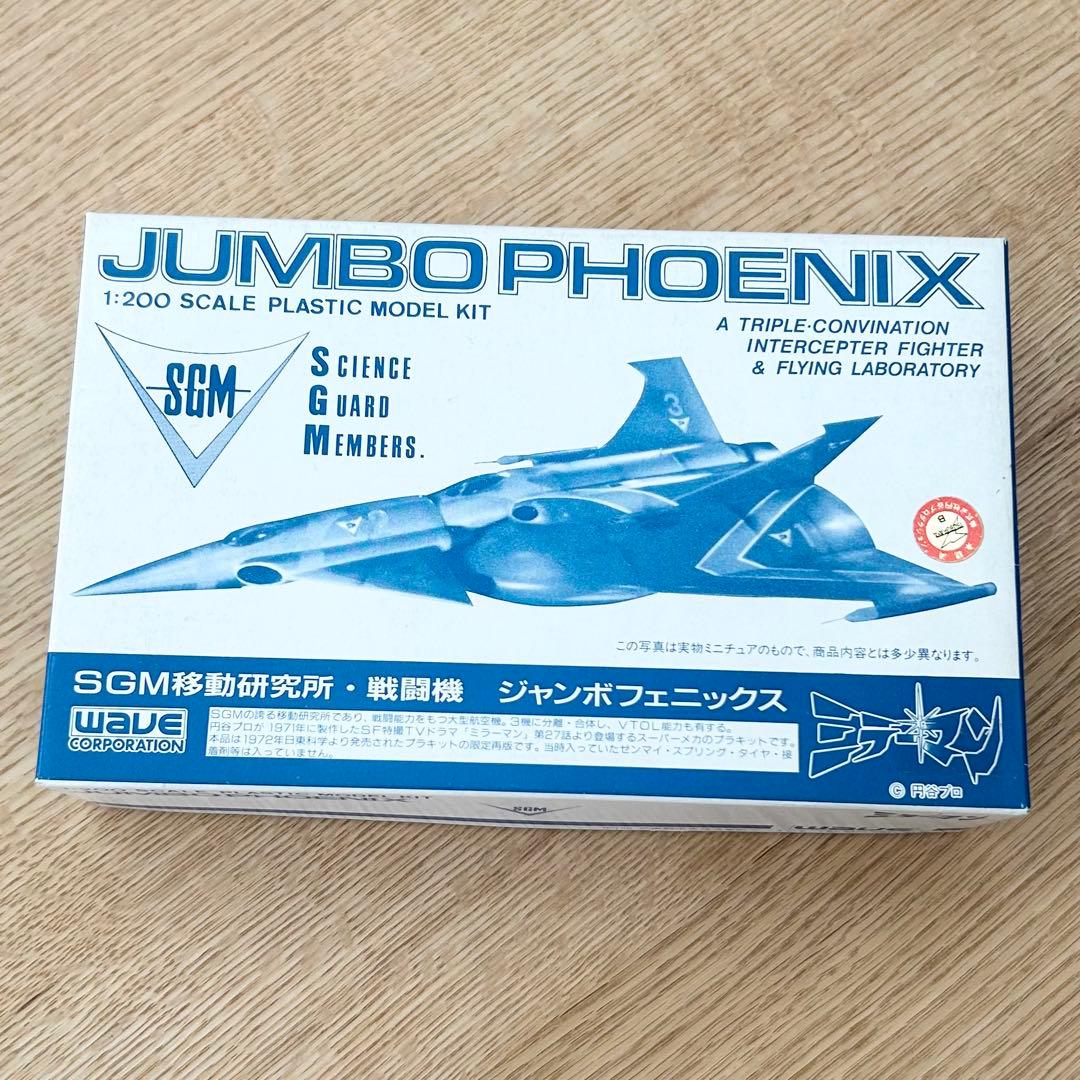 JUMBO PHOENIX
1:200 SCALE PLASTIC MODEL KIT
A TRIPLE·CONVINATION
INTERCEPTER FIGHTER
& FLYING LABORATORY
SGM
SCIENCE
GUARD
MEMBERS.
3
3
この写真は実物ミニチュアのもので、商品内容とは多少異なります。
SGM移動研究所・戦闘機 ジャンボフェニックス
WAVE
CORPORATION
SGMの誇る移動研究所であり、戦闘能力をもつ大型航空機。3機に分離・合体し、VTOL能力も有する。
円谷プロが1971年に製作したSF特撮TVドラマ「ミラーマン」第27話より登場するスーパーメカのプラキットです。
本品は1972年日東科学より発売されたプラキットの限定再版です。当時入っていたゼンマイ・スプリング・タイヤ・接
着剤等は入っていません。
ミラーマン
© 円谷プロ
SGM